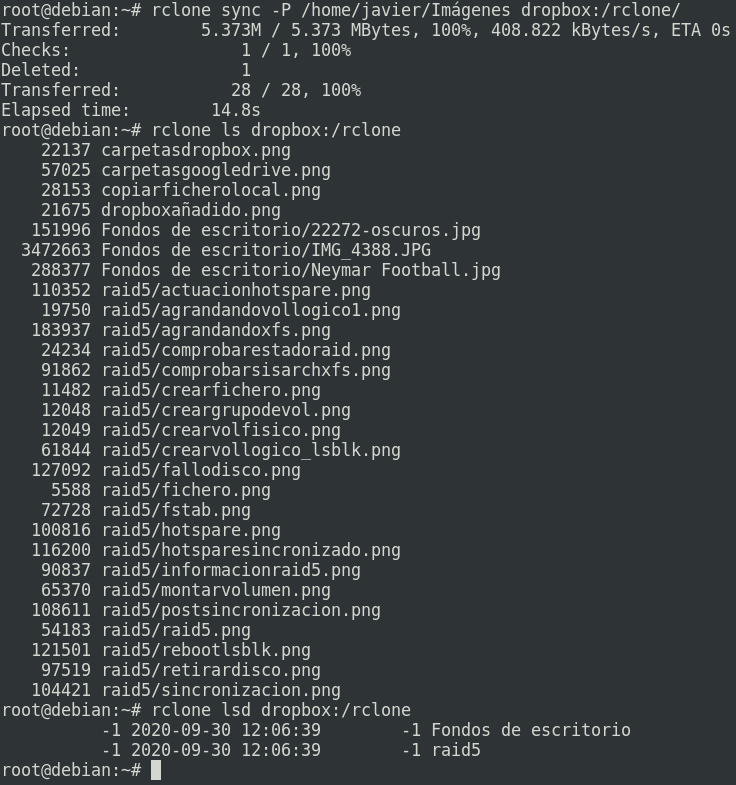 root@debian:~# rclone sync -P /home/javier/Imágenes dropbox:/rclone/
Transferred:        5.373M / 5.373 MBytes, 100%, 408.822 kBytes/s, ETA 0s
Checks:                 1 / 1, 100%
Deleted:                1
Transferred:           28 / 28, 100%
Elapsed time:        14.8s
root@debian:~# rclone ls dropbox:/rclone
    22137 carpetasdropbox.png
    57025 carpetasgoogledrive.png
    28153 copiarficherolocal.png
    21675 dropboxañadido.png
   151996 Fondos de escritorio/22272-oscuros.jpg
  3472663 Fondos de escritorio/IMG_4388.JPG
   288377 Fondos de escritorio/Neymar Football.jpg
   110352 raid5/actuacionhotspare.png
    19750 raid5/agrandandovollogico1.png
   183937 raid5/agrandandoxfs.png
    24234 raid5/comprobarestadoraid.png
    91862 raid5/comprobarsisarchxfs.png
    11482 raid5/crearfichero.png
    12048 raid5/creargrupodevol.png
    12049 raid5/crearvolfisico.png
    61844 raid5/crearvollogico_lsblk.png
   127092 raid5/fallodisco.png
     5588 raid5/fichero.png
    72728 raid5/fstab.png
   100816 raid5/hotspare.png
   116200 raid5/hotsparesincronizado.png
    90837 raid5/informacionraid5.png
    65370 raid5/montarvolumen.png
   108611 raid5/postsincronizacion.png
    54183 raid5/raid5.png
   121501 raid5/rebootlsblk.png
    97519 raid5/retirardisco.png
   104421 raid5/sincronizacion.png
root@debian:~# rclone lsd dropbox:/rclone
          -1 2020-09-30 12:06:39        -1 Fondos de escritorio
          -1 2020-09-30 12:06:39        -1 raid5
root@debian:~#